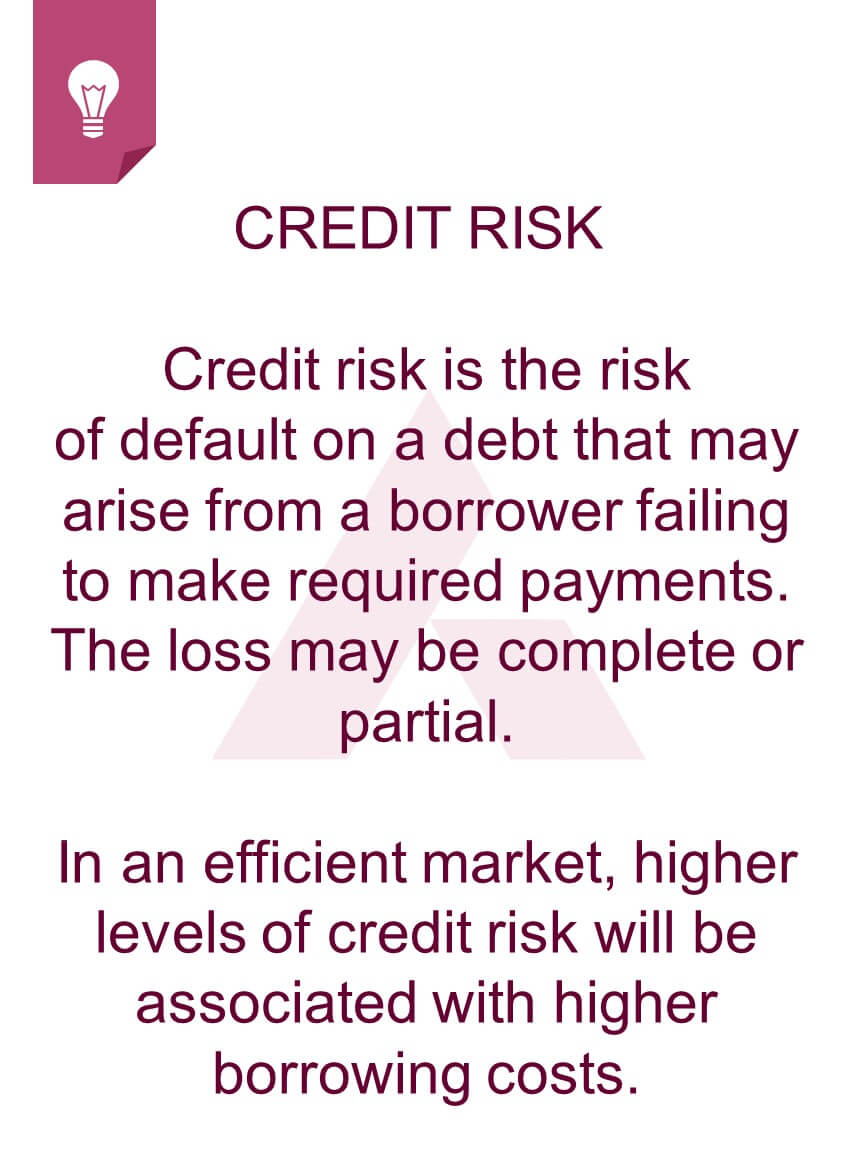 CREDIT RISK
Credit risk is the risk
of default on a debt that may
arise from a borrower failing
to make required payments.
The loss may be complete or
partial.
In an efficient market, higher
levels of credit risk will be
associated with higher
borrowing costs.